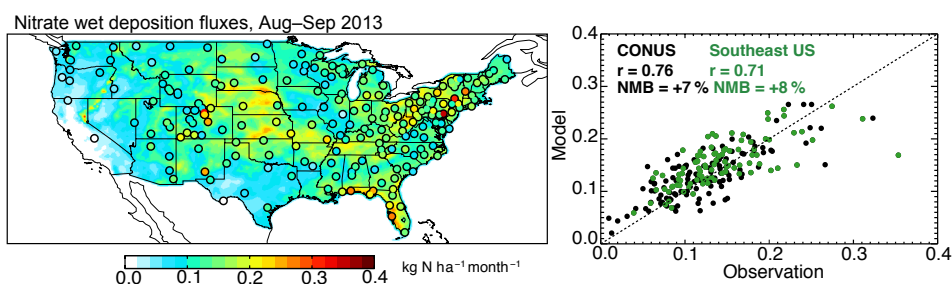 Nitrate wet deposition fluxes, Aug–Sep 2013
0.0 0.1 0.2 0.3 0.4
kg N ha⁻¹ month⁻¹
0.4
0.3
0.2
0.1
0.0
Model
CONUS Southeast US
r = 0.76 r = 0.71
NMB = +7 % NMB = +8 %
0.1 0.2 0.3 0.4
Observation